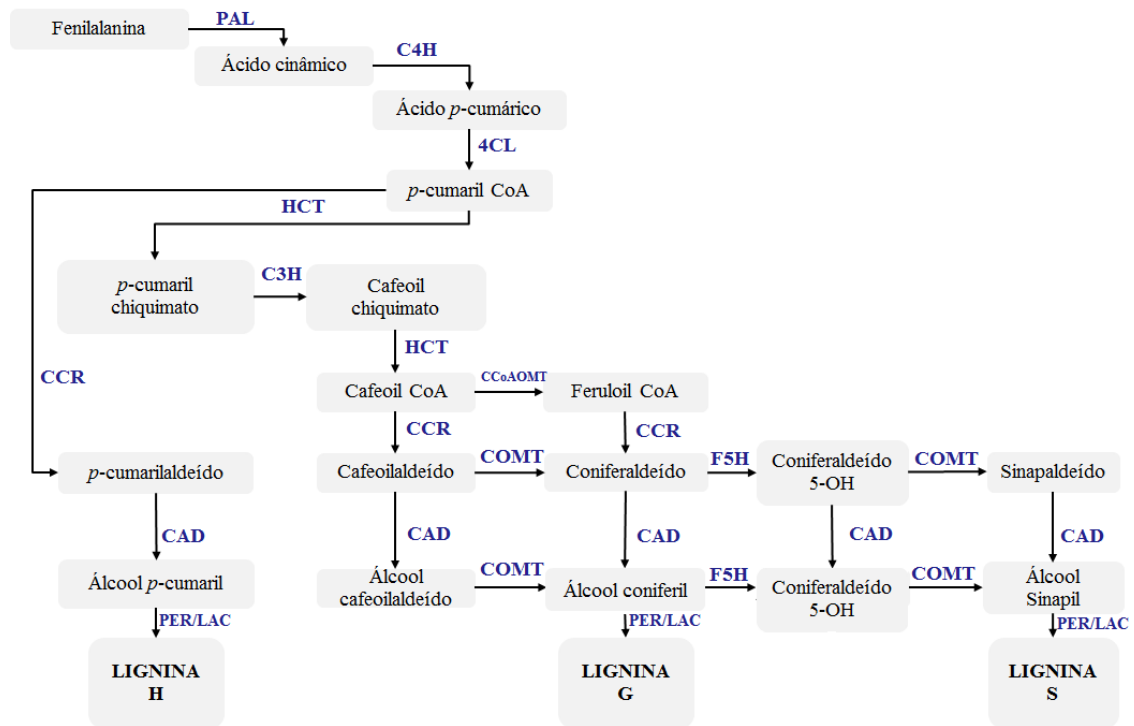 PAL
Fenilalanina
C4H
Ácido cinâmico
Ácido p-cumárico
4CL
p-cumaril CoA
HCT
C3H
p-cumaril
chiquimato
Cafeoil
chiquimato
HCT
CCR
Cafeoil CoA
CCoAOMT
Feruloil CoA
CCR
CCR
p-cumarilaldeído
Cafeoilaldeído
COMT
Coniferaldeído
F5H
Coniferaldeído
5-OH
COMT
Sinapaldeído
CAD
CAD
CAD
CAD
CAD
Álcool p-cumaril
Álcool
cafeoilaldeído
COMT
Álcool coniferil
F5H
Coniferaldeído
5-OH
COMT
Álcool
Sinapil
PER/LAC
PER/LAC
PER/LAC
LIGNINA
H
LIGNINA
G
LIGNINA
S